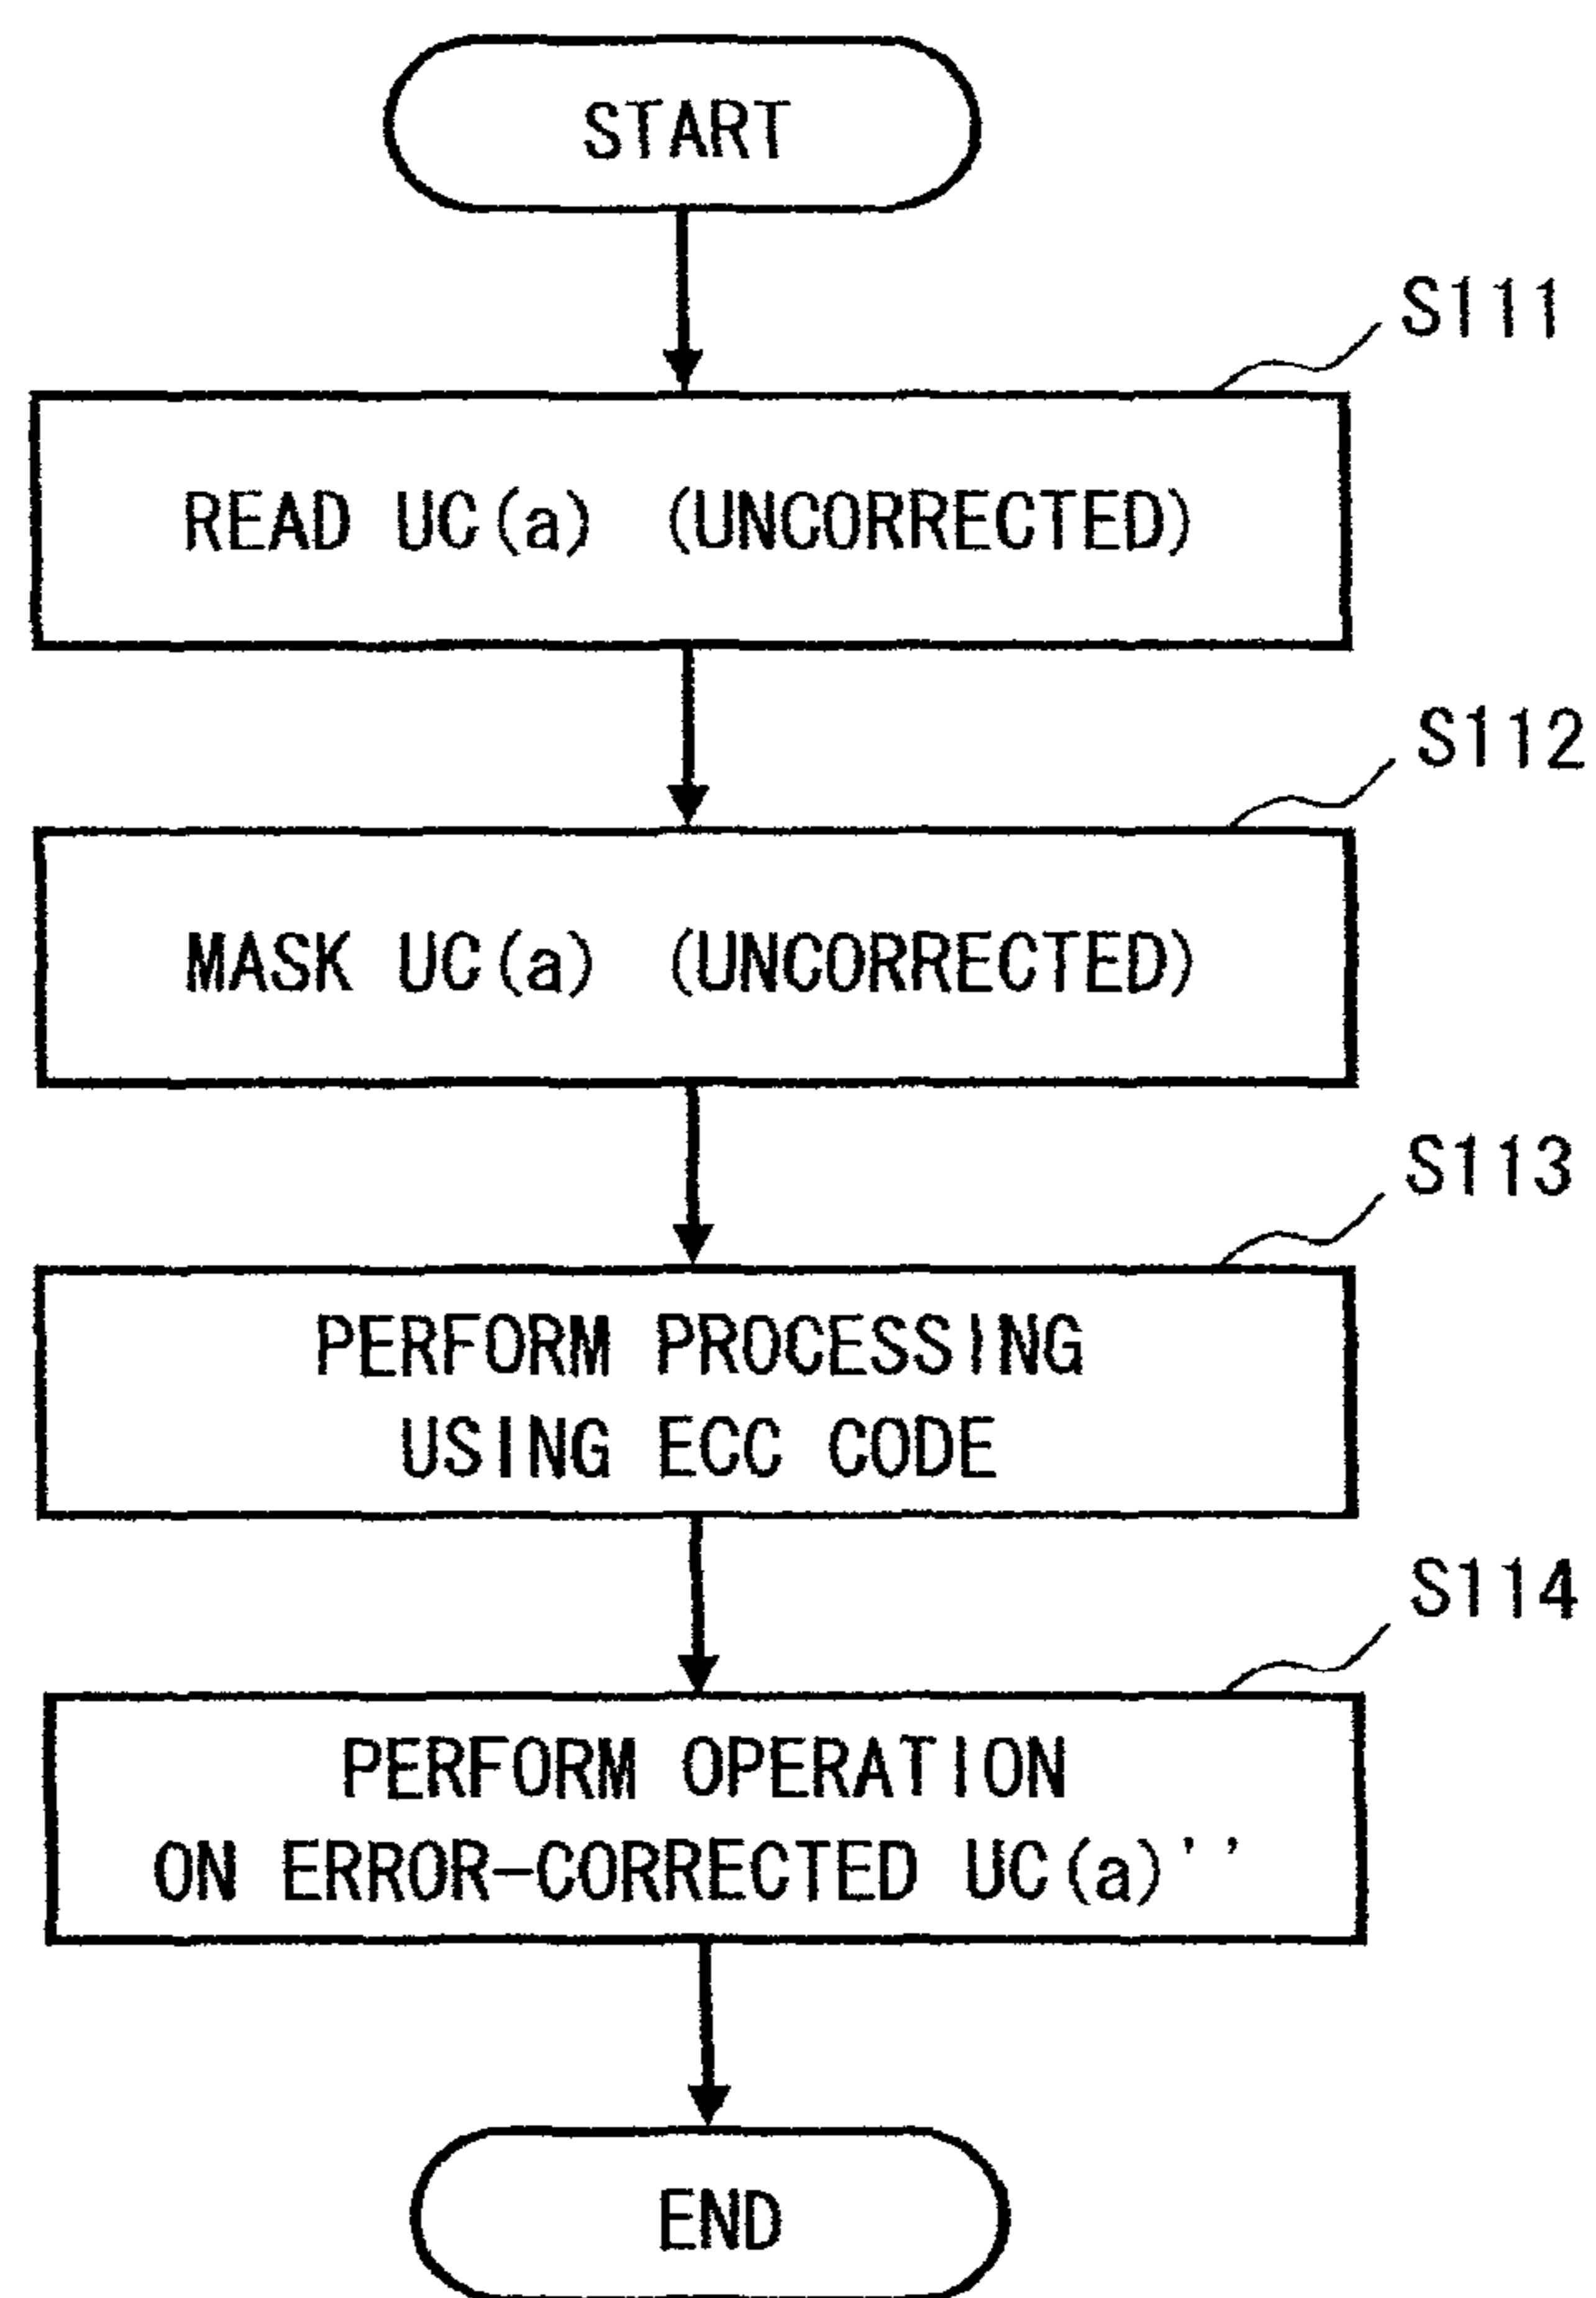 START
S111
READ UC(a) (UNCORRECTED)
S112
MASK UC(a) (UNCORRECTED)
S113
PERFORM PROCESSING
USING ECC CODE
S114
PERFORM OPERATION
ON ERROR-CORRECTED UC(a)''
END